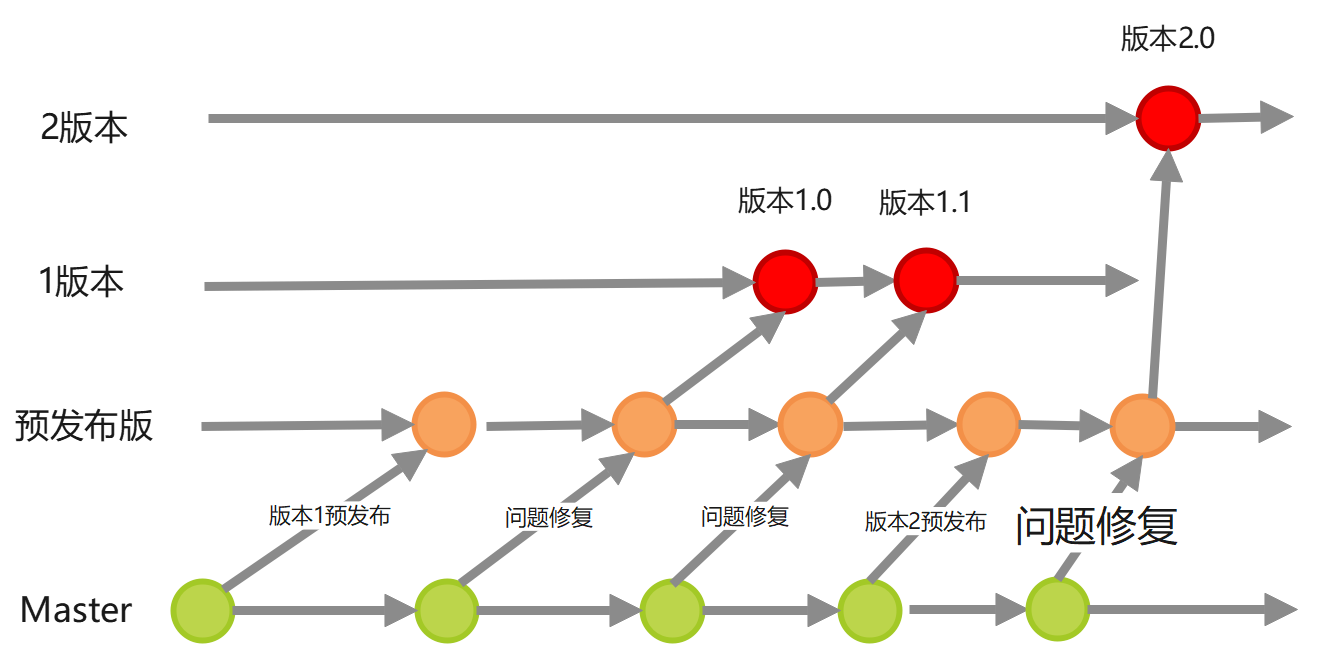 版本2.0
2版本
版本1.0
版本1.1
1版本
预发布版
版本1预发布
问题修复
问题修复
版本2预发布
问题修复
Master